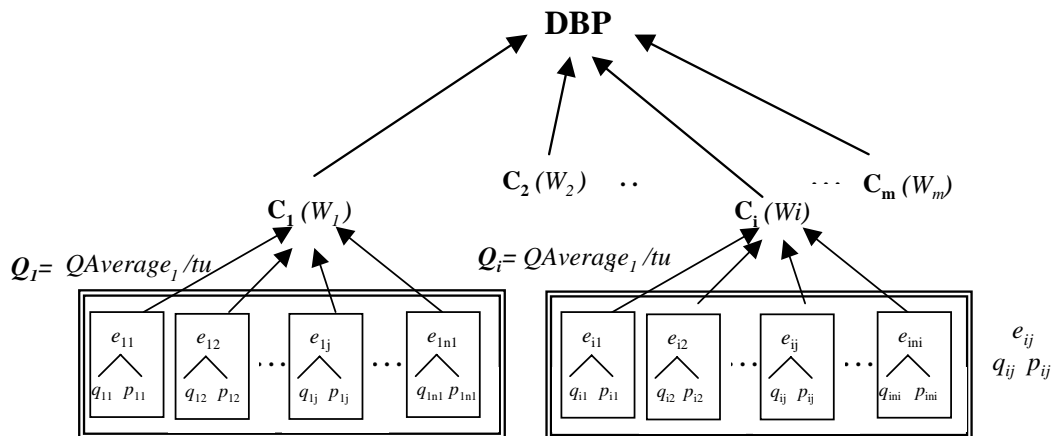 DBP
C2 (W2) .. ... Cm (Wm)
C1 (W1) Ci (Wi)
Q1= QAverage1 /tu Qi= QAverage1 /tu
e11 e12 ... e1j ... e1n1 ei1 ei2 ... eij ... eini eij
q11 p11 q12 p12 q1j p1j q1n1 p1n1 qi1 pi1 qi2 pi2 qij pij qini pini qij pij